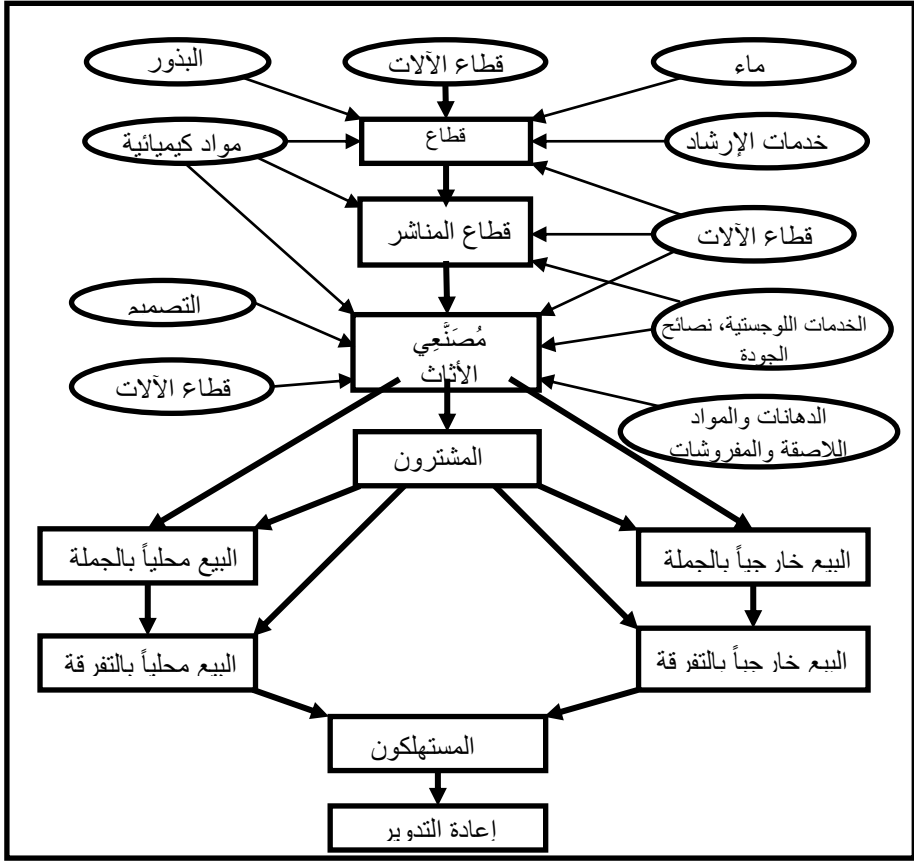 البذور
قطاع الآلات
ماء
قطاع
مواد كيميائية
خدمات الإرشاد
قطاع المناشر
قطاع الآلات
التصميم
مُصَنَّعِي
الأثاث
الخدمات اللوجستية، نصائح
الجودة
قطاع الآلات
الدهانات والمواد
اللاصقة والمفروشات
المشترون
البيع محلياً بالجملة
البيع خارجياً بالجملة
البيع محلياً بالتفرقة
البيع خارجياً بالتفرقة
المستهلكون
إعادة التدوير